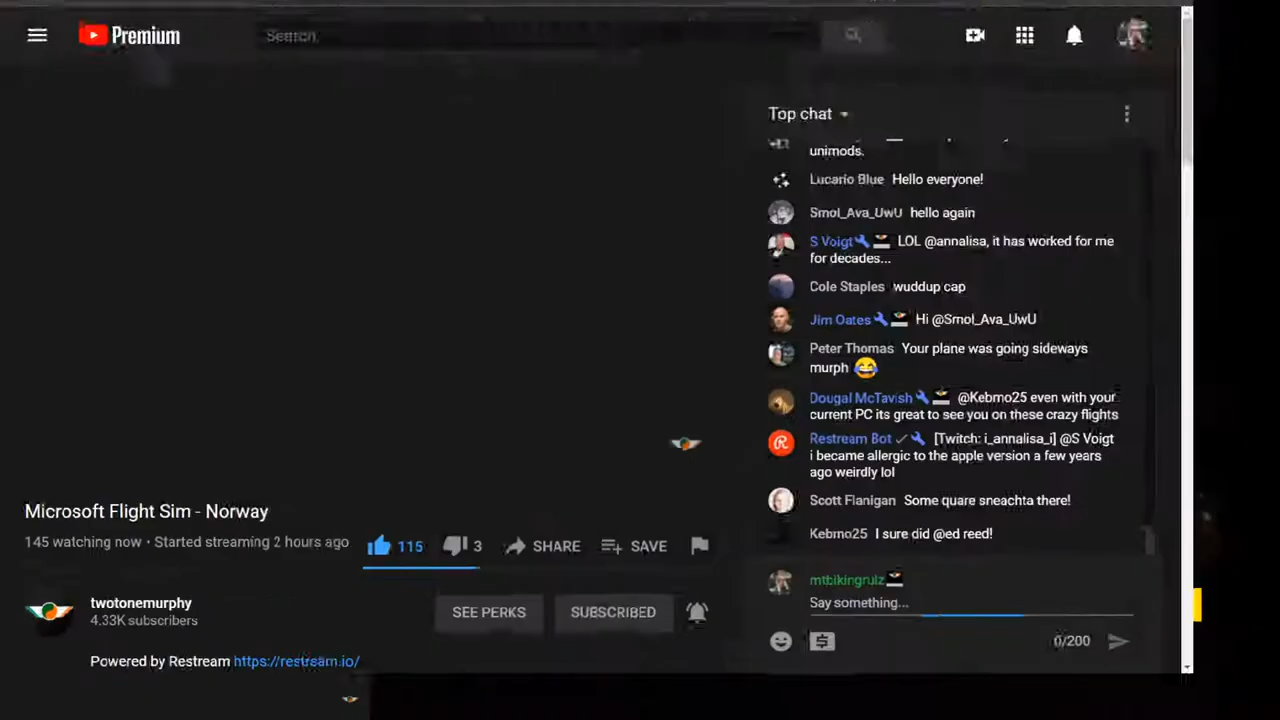 Premium
Search
Top chat
unimods.
Lucario Blue Hello everyone!
Smol_Ava_UwU hello again
S Voigt LOL @annalisa, it has worked for me
for decades...
Cole Staples wuddup cap
Jim Oates Hi @Smol_Ava_UwU
Peter Thomas Your plane was going sideways
murph 😂
Dougal McTavish @Kebmo25 even with your
current PC its great to see you on these crazy flights
Restream Bot [Twitch: i_annalisa_i] @S Voigt
i became allergic to the apple version a few years
ago weirdly lol
Scott Flanigan Some quare sneachta there!
Kebmo25 I sure did @ed reed!
mtbikingrulz
Say something...
0/200
Microsoft Flight Sim - Norway
145 watching now • Started streaming 2 hours ago
115
3
SHARE
SAVE
twotonemurphy
4.33K subscribers
SEE PERKS
SUBSCRIBED
Powered by Restream https://restream.io/